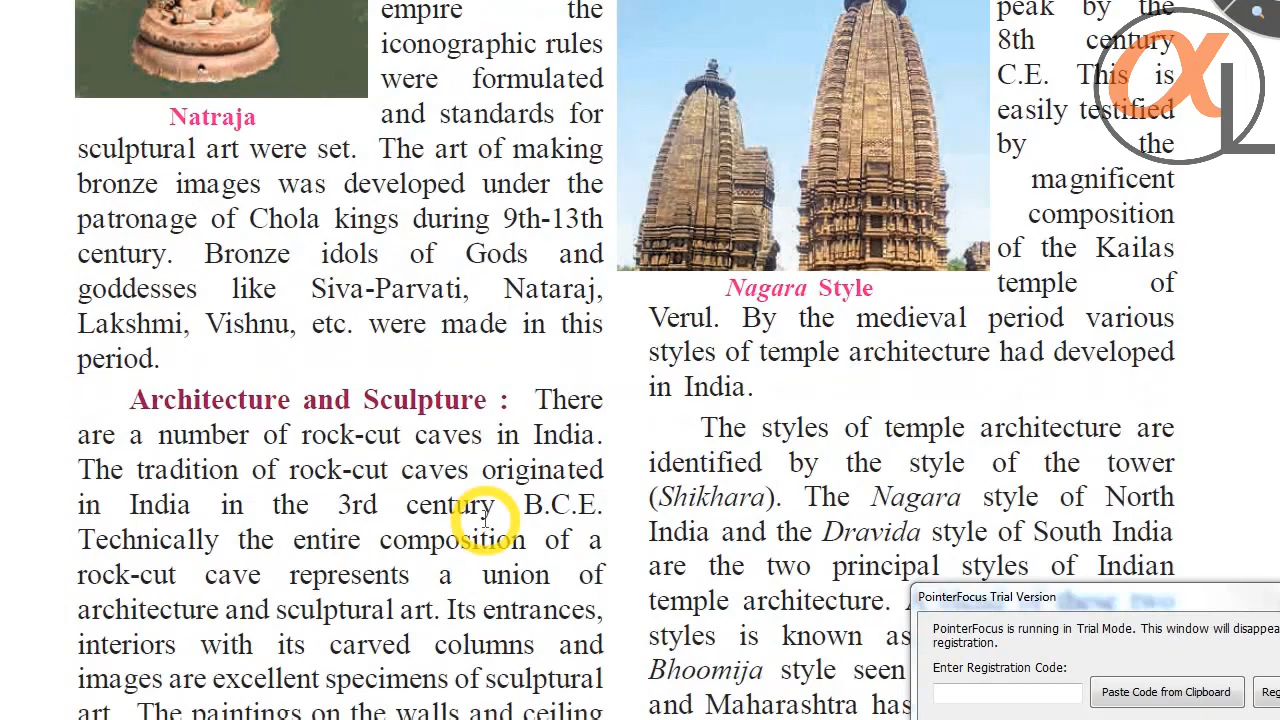 empire the
iconographic rules
were formulated
and standards for
Natraja
sculptural art were set. The art of making
bronze images was developed under the
patronage of Chola kings during 9th-13th
century. Bronze idols of Gods and
goddesses like Siva-Parvati, Nataraj,
Lakshmi, Vishnu, etc. were made in this
period.
Architecture and Sculpture : There
are a number of rock-cut caves in India.
The tradition of rock-cut caves originated
in India in the 3rd century B.C.E.
Technically the entire composition of a
rock-cut cave represents a union of
architecture and sculptural art. Its entrances,
interiors with its carved columns and
images are excellent specimens of sculptural
art. The paintings on the walls and ceiling
peak by the
8th century
C.E. This is
easily testified
by the
magnificent
composition
of the Kailas
temple of
Nagara Style
Verul. By the medieval period various
styles of temple architecture had developed
in India.
The styles of temple architecture are
identified by the style of the tower
(Shikhara). The Nagara style of North
India and the Dravida style of South India
are the two principal styles of Indian
temple architecture.
styles is known as
Bhoomija style seen
and Maharashtra has
αL
PointerFocus Trial Version
PointerFocus is running in Trial Mode. This window will disappea
registration.
Enter Registration Code:
Paste Code from Clipboard
Reg